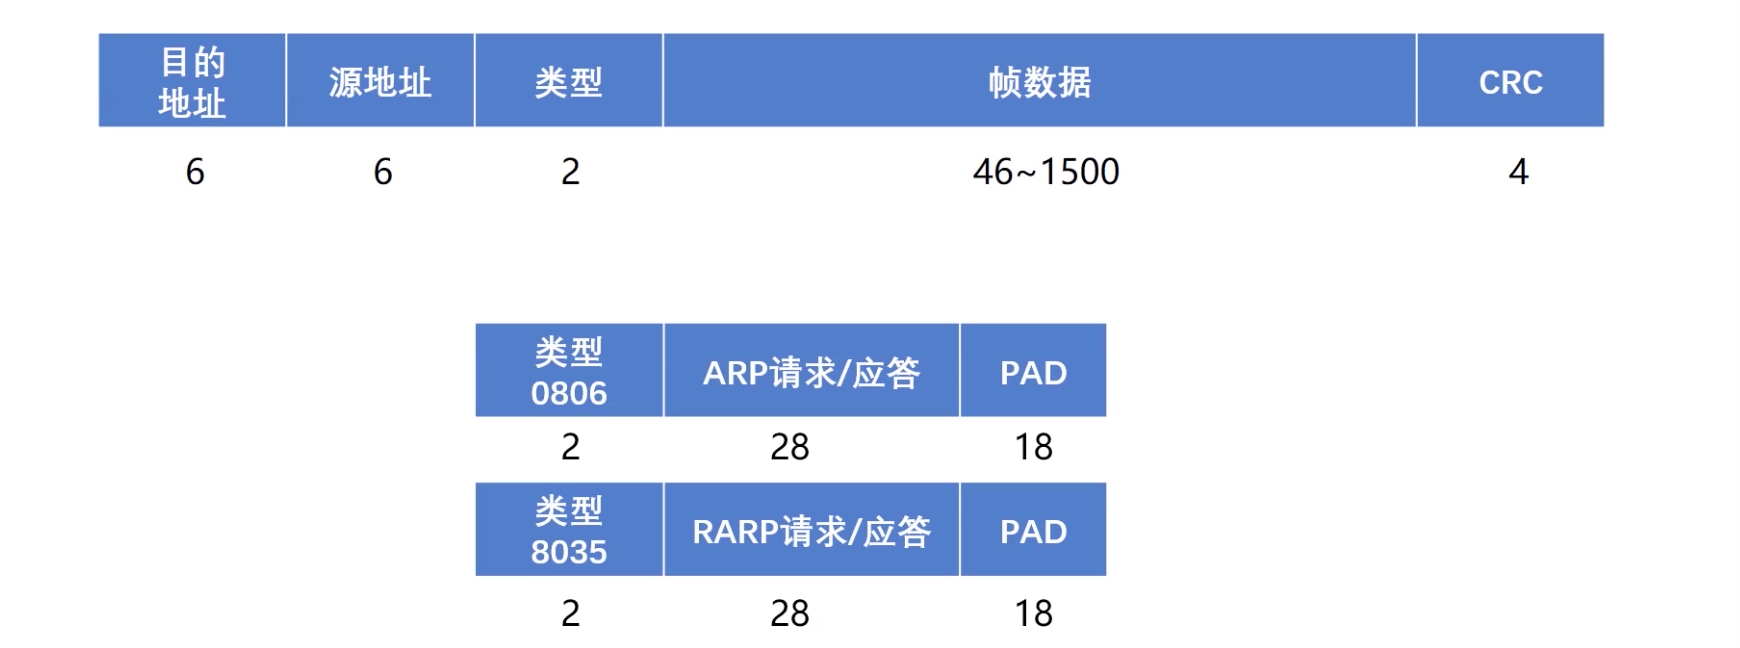 目的
地址
源地址
类型
帧数据
CRC
6
6
2
46~1500
4
类型
0806
ARP请求/应答
PAD
2
28
18
类型
8035
RARP请求/应答
PAD
2
28
18